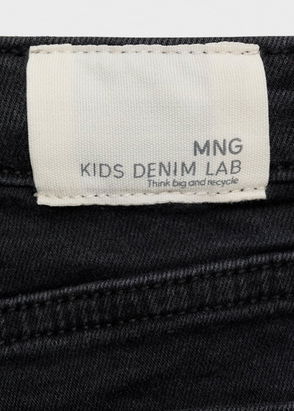 MNG
KIDS DENIM LAB
Think big and recycle